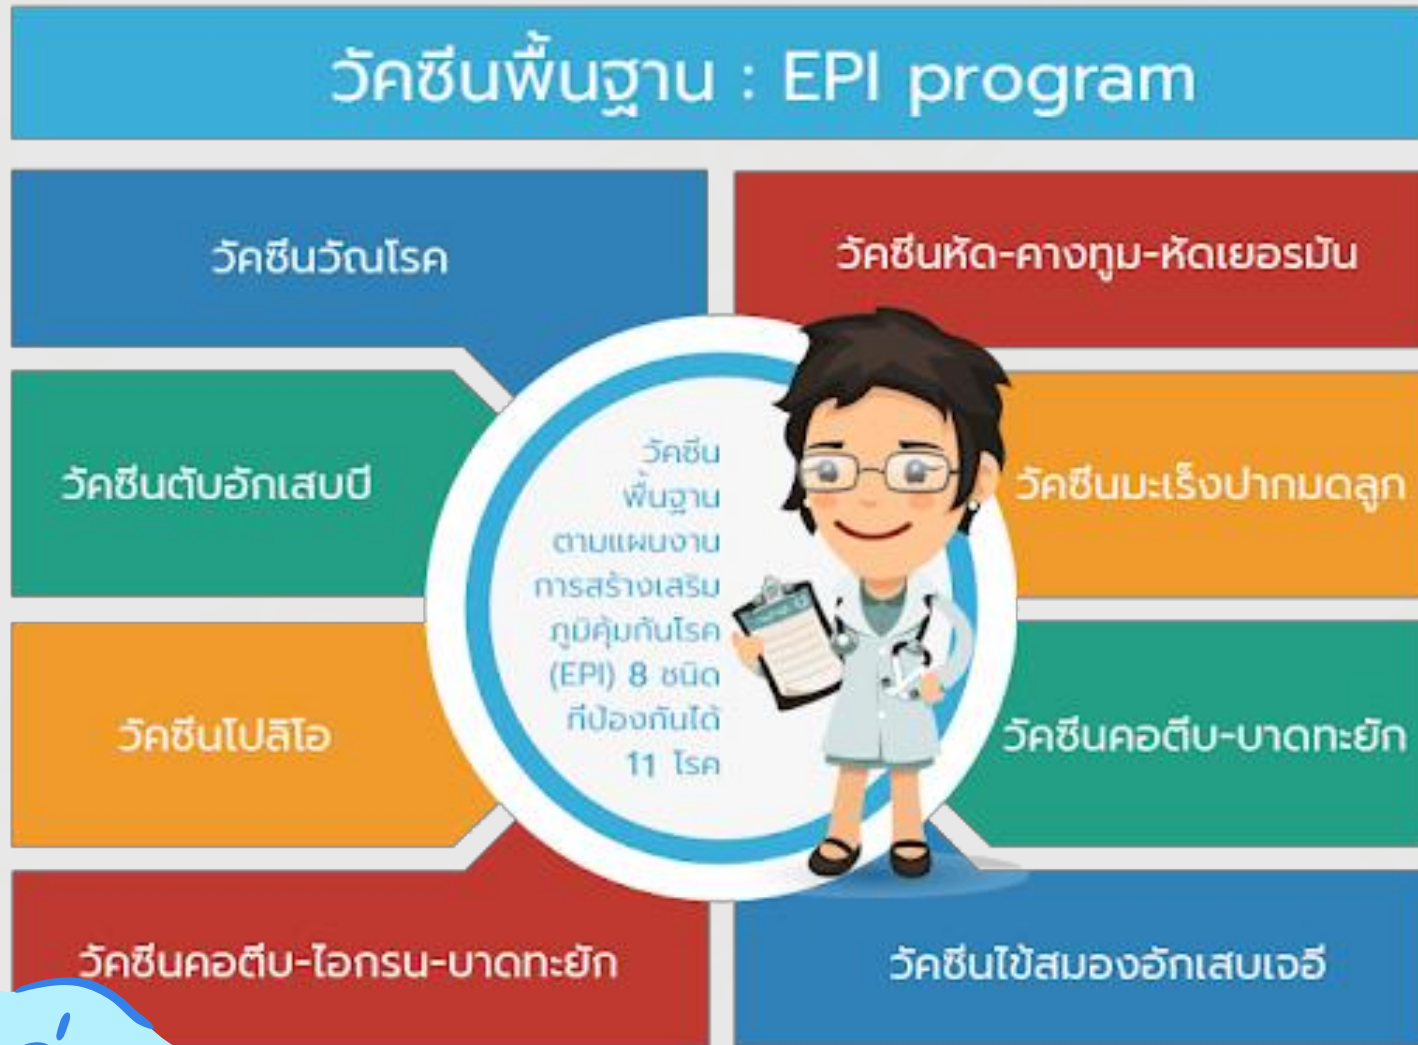 วัคซีนพื้นฐาน : EPI program
วัคซีนวัณโรค
วัคซีนหัด-คางทูม-หัดเยอรมัน
วัคซีนตับอักเสบบี
วัคซีน
พื้นฐาน
ตามแผนงาน
การสร้างเสริม
ภูมิคุ้มกันโรค
(EPI) 8 ชนิด
ที่ป้องกันได้
11 โรค
วัคซีนมะเร็งปากมดลูก
วัคซีนโปลิโอ
วัคซีนคอตีบ-บาดทะยัก
วัคซีนคอตีบ-ไอกรน-บาดทะยัก
วัคซีนไข้สมองอักเสบเจอี